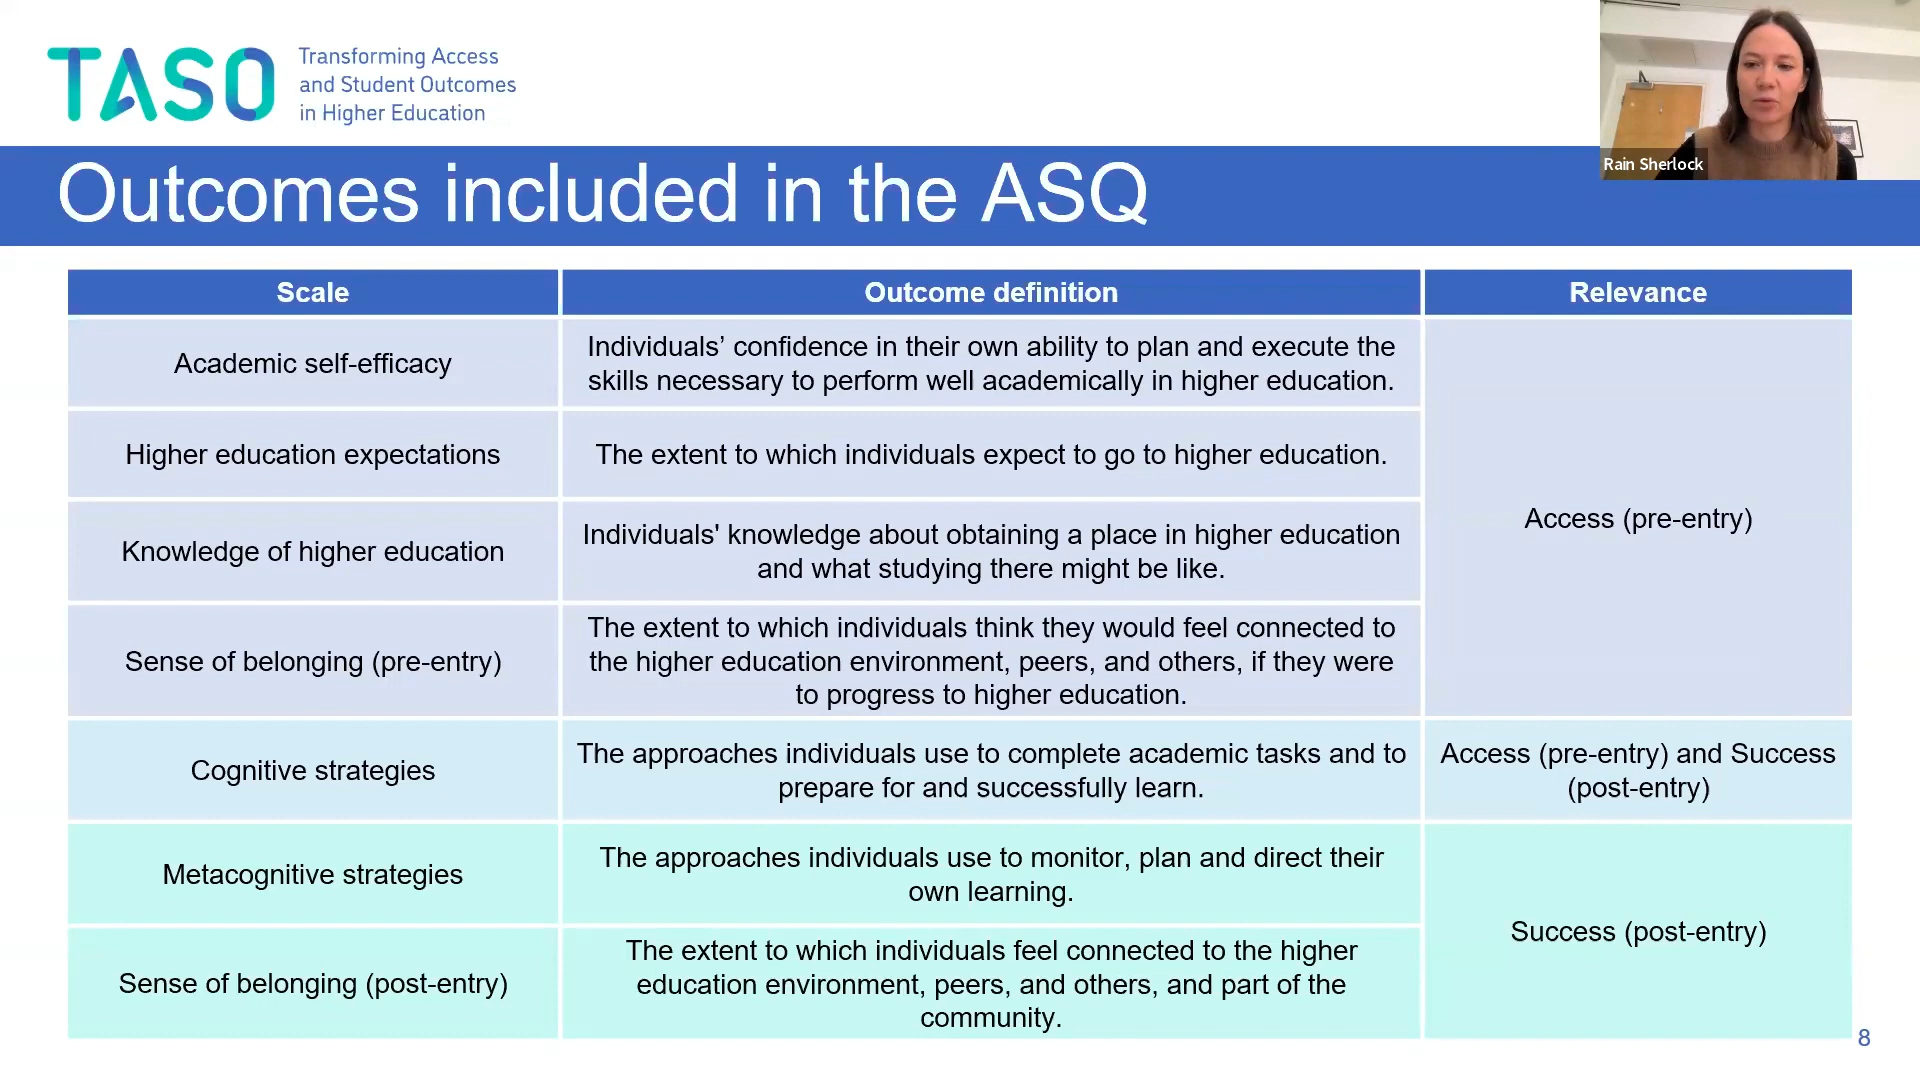 TASO
Transforming Access
and Student Outcomes
in Higher Education
Rain Sherlock
Outcomes included in the ASQ
Scale
Outcome definition
Relevance
Academic self-efficacy
Individuals’ confidence in their own ability to plan and execute the
skills necessary to perform well academically in higher education.
Access (pre-entry)
Higher education expectations
The extent to which individuals expect to go to higher education.
Knowledge of higher education
Individuals' knowledge about obtaining a place in higher education
and what studying there might be like.
Sense of belonging (pre-entry)
The extent to which individuals think they would feel connected to
the higher education environment, peers, and others, if they were
to progress to higher education.
Cognitive strategies
The approaches individuals use to complete academic tasks and to
prepare for and successfully learn.
Access (pre-entry) and Success
(post-entry)
Metacognitive strategies
The approaches individuals use to monitor, plan and direct their
own learning.
Success (post-entry)
Sense of belonging (post-entry)
The extent to which individuals feel connected to the higher
education environment, peers, and others, and part of the
community.
8